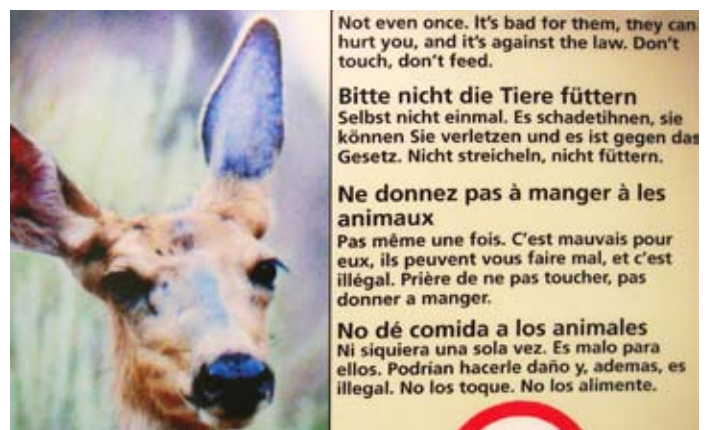 Not even once. It's bad for them, they can
hurt you, and it's against the law. Don't
touch, don't feed.
Bitte nicht die Tiere füttern
Selbst nicht einmal. Es schadetihnen, sie
können Sie verletzen und es ist gegen das
Gesetz. Nicht streicheln, nicht füttern.
Ne donnez pas à manger à les
animaux
Pas même une fois. C'est mauvais pour
eux, ils peuvent vous faire mal, et c'est
illégal. Prière de ne pas toucher, pas
donner a manger.
No dé comida a los animales
Ni siquiera una sola vez. Es malo para
ellos. Podrían hacerle daño y, ademas, es
illegal. No los toque. No los alimente.